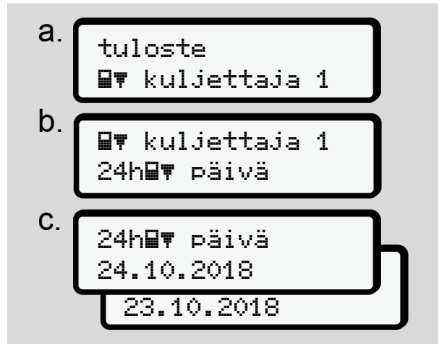 a.
tuloste
kuljettaja 1
b.
kuljettaja 1
24h päivä
c.
24h päivä
24.10.2018
23.10.2018